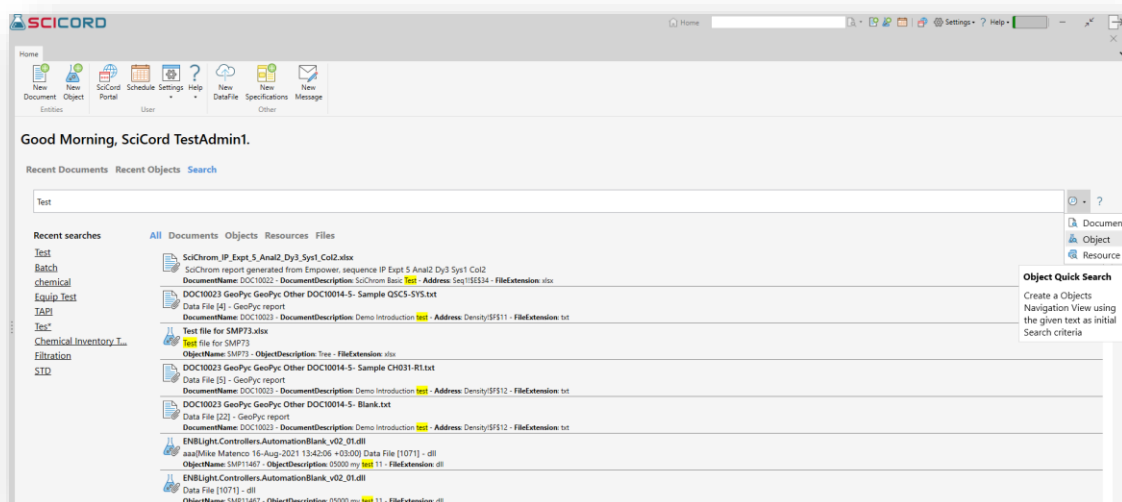 SCICORD
Home
Settings
? Help
Home
New Document
New Object
SciCord Portal
Schedule
Settings
Help
New DataFile
New Specifications
New Message
Entities
User
Other
Good Morning, SciCord TestAdmin1.
Recent Documents Recent Objects Search
Test
?
Documen
Object
Resource
Object Quick Search
Create a Objects
Navigation View using
the given text as initial
Search criteria
Recent searches
Test
Batch
chemical
Equip Test
TAPI
Tes*
Chemical Inventory T...
Filtration
STD
All Documents Objects Resources Files
SciChrom_IP_Expt_5_Anal2_Dy3_Sys1_Col2.xlsx
SciChrom report generated from Empower, sequence IP Expt 5 Anal2 Dy3 Sys1 Col2
DocumentName: DOC10022 - DocumentDescription: SciChrom Basic Test - Address: Seq1!$E$34 - FileExtension: xlsx
DOC10023 GeoPyc GeoPyc Other DOC10014-5- Sample QSC5-SYS.txt
Data File [4] - GeoPyc report
DocumentName: DOC10023 - DocumentDescription: Demo Introduction test - Address: Density!$F$11 - FileExtension: txt
Test file for SMP73.xlsx
Test file for SMP73
ObjectName: SMP73 - ObjectDescription: Tree - FileExtension: xlsx
DOC10023 GeoPyc GeoPyc Other DOC10014-5- Sample CH031-R1.txt
Data File [5] - GeoPyc report
DocumentName: DOC10023 - DocumentDescription: Demo Introduction test - Address: Density!$F$12 - FileExtension: txt
DOC10023 GeoPyc GeoPyc Other DOC10014-5- Blank.txt
Data File [22] - GeoPyc report
DocumentName: DOC10023 - DocumentDescription: Demo Introduction test - Address: Density!$F$12 - FileExtension: txt
ENBLight.Controllers.AutomationBlank_v02_01.dll
aaa(Mike Matenco 16-Aug-2021 13:42:06 +03:00) Data File [1071] - dll
ObjectName: SMP11467 - ObjectDescription: 05000 my test 11 - FileExtension: dll
ENBLight.Controllers.AutomationBlank_v02_01.dll
Data File [1071] - dll
ObjectName: SMP11467 - ObjectDescription: 05000 my test 11 - FileExtension: dll